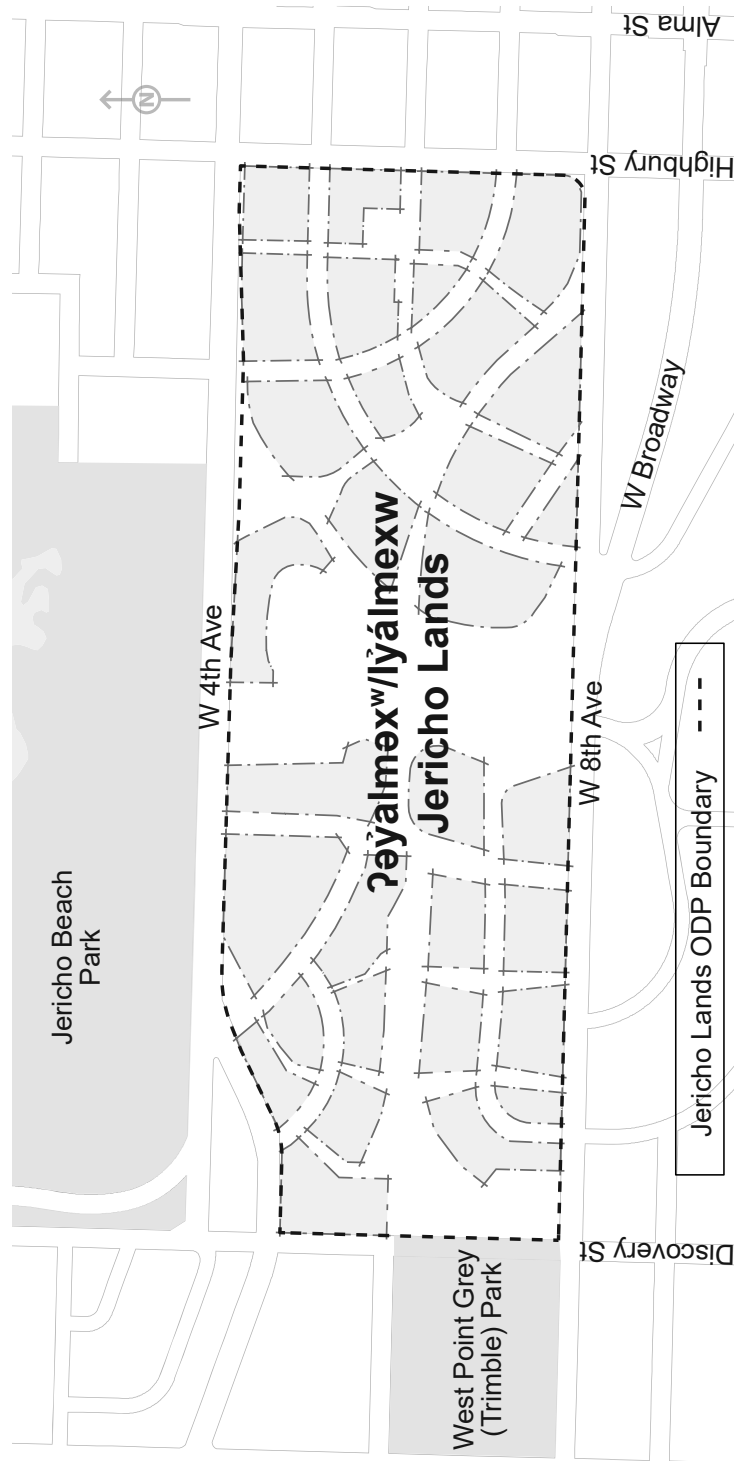 N
Alma St
Highbury St
Jericho Beach
Park
W 4th Ave
ʔəy̓alməxʷ/Iy̓álmexw
Jericho Lands
W Broadway
W 8th Ave
West Point Grey
(Trimble) Park
Discovery St
Jericho Lands ODP Boundary